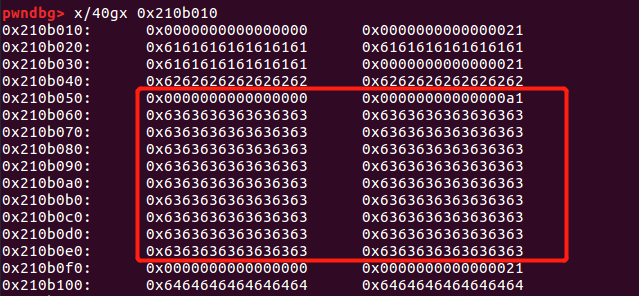 pwndbg> x/40gx 0x210b010
0x210b010: 0x0000000000000000 0x0000000000000021
0x210b020: 0x6161616161616161 0x6161616161616161
0x210b030: 0x6161616161616161 0x0000000000000021
0x210b040: 0x6262626262626262 0x6262626262626262
0x210b050: 0x0000000000000000 0x00000000000000a1
0x210b060: 0x6363636363636363 0x6363636363636363
0x210b070: 0x6363636363636363 0x6363636363636363
0x210b080: 0x6363636363636363 0x6363636363636363
0x210b090: 0x6363636363636363 0x6363636363636363
0x210b0a0: 0x6363636363636363 0x6363636363636363
0x210b0b0: 0x6363636363636363 0x6363636363636363
0x210b0c0: 0x6363636363636363 0x6363636363636363
0x210b0d0: 0x6363636363636363 0x6363636363636363
0x210b0e0: 0x6363636363636363 0x6363636363636363
0x210b0f0: 0x0000000000000000 0x0000000000000021
0x210b100: 0x6464646464646464 0x6464646464646464